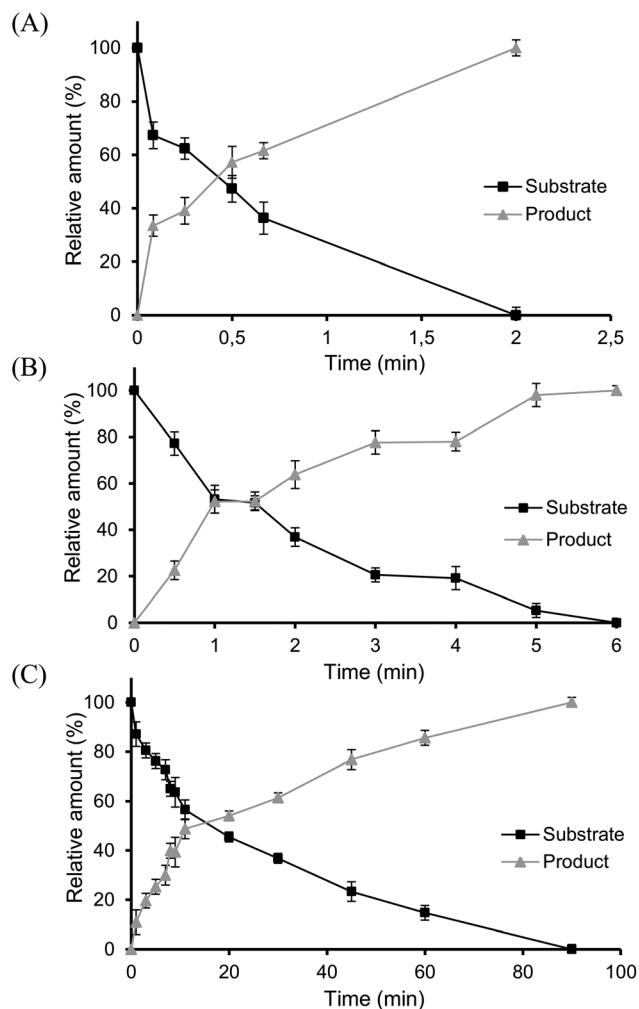 (A)
Relative amount (%)
100
80
60
40
20
0
Substrate
Product
0 0,5 1 1,5 2 2,5
Time (min)
(B)
Relative amount (%)
100
80
60
40
20
0
Substrate
Product
0 1 2 3 4 5 6
Time (min)
(C)
Relative amount (%)
100
80
60
40
20
0
Substrate
Product
0 20 40 60 80 100
Time (min)